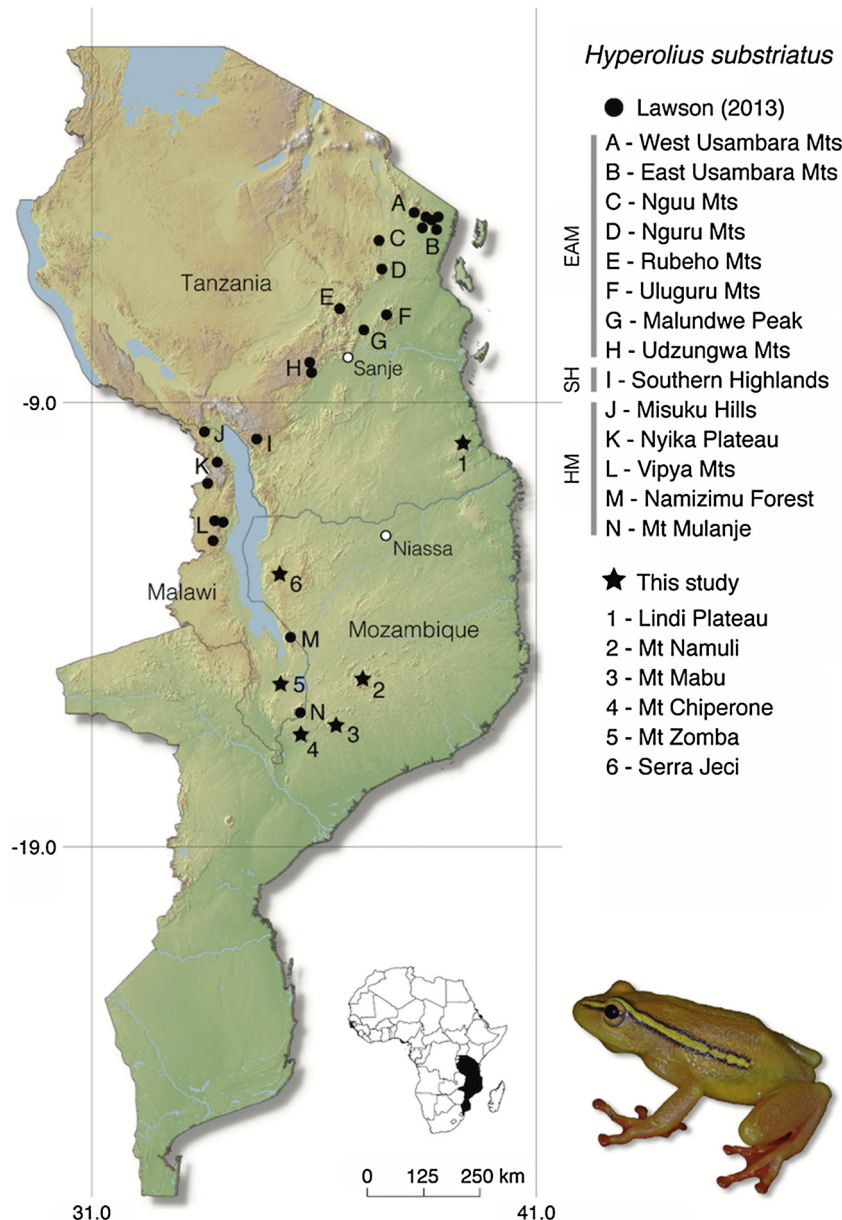 Hyperolius substriatus
Lawson (2013)
EAM
A - West Usambara Mts
B - East Usambara Mts
C - Nguu Mts
D - Nguru Mts
E - Rubeho Mts
F - Uluguru Mts
G - Malundwe Peak
H - Udzungwa Mts
SH
I - Southern Highlands
HM
J - Misuku Hills
K - Nyika Plateau
L - Vipya Mts
M - Namizimu Forest
N - Mt Mulanje
This study
1 - Lindi Plateau
2 - Mt Namuli
3 - Mt Mabu
4 - Mt Chiperone
5 - Mt Zomba
6 - Serra Jeci
A
B
C
D
Tanzania
E
F
G
H
Sanje
-9.0
J
I
1
K
L
Niassa
6
Malawi
M
Mozambique
5
2
N
3
4
-19.0
0 125 250 km
31.0
41.0